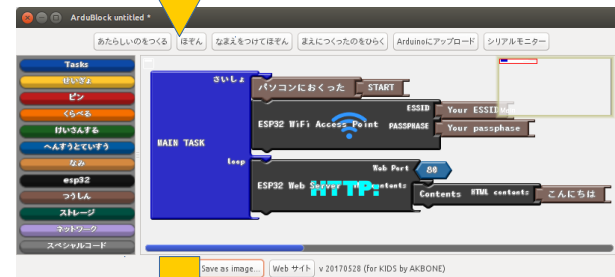 ArduBlock untitled *
あたらしいのをつくる ほぞん なまえをつけてほぞん まえにつくったのをひらく Arduinoにアップロード シリアルモニター
Tasks
せいぎょ
ピン
くらべる
けいさんする
へんすうとていすう
なみ
esp32
つうしん
ストレージ
ネットワーク
スペシャルコード
MAIN TASK
さいしょ
パソコンにおくった START
ESP32 WiFi Access Point
ESSID Your ESSID
PASSPHASE Your passphase
loop
ESP32 Web Server
Web Port 80
HTTP:
Contents
Contents HTML contents こんにちは
Save as image... Web サイト v 20170528 (for KIDS by AKBONE)